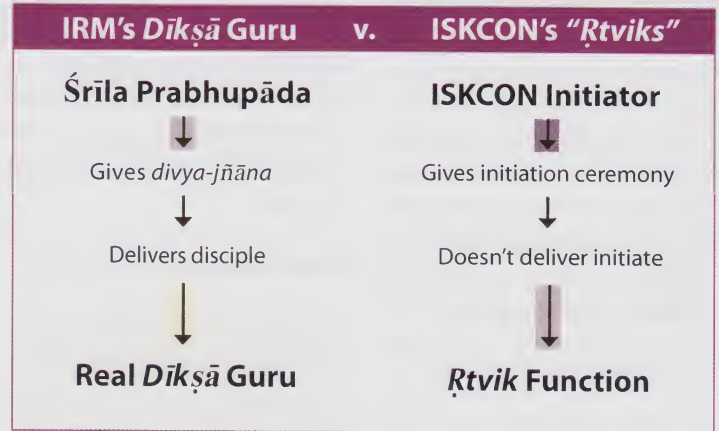 IRM's Dīkṣā Guru v. ISKCON's "Ṛtviks"
Śrīla Prabhupāda
Gives divya-jñāna
Delivers disciple
Real Dīkṣā Guru
ISKCON Initiator
Gives initiation ceremony
Doesn't deliver initiate
Ṛtvik Function